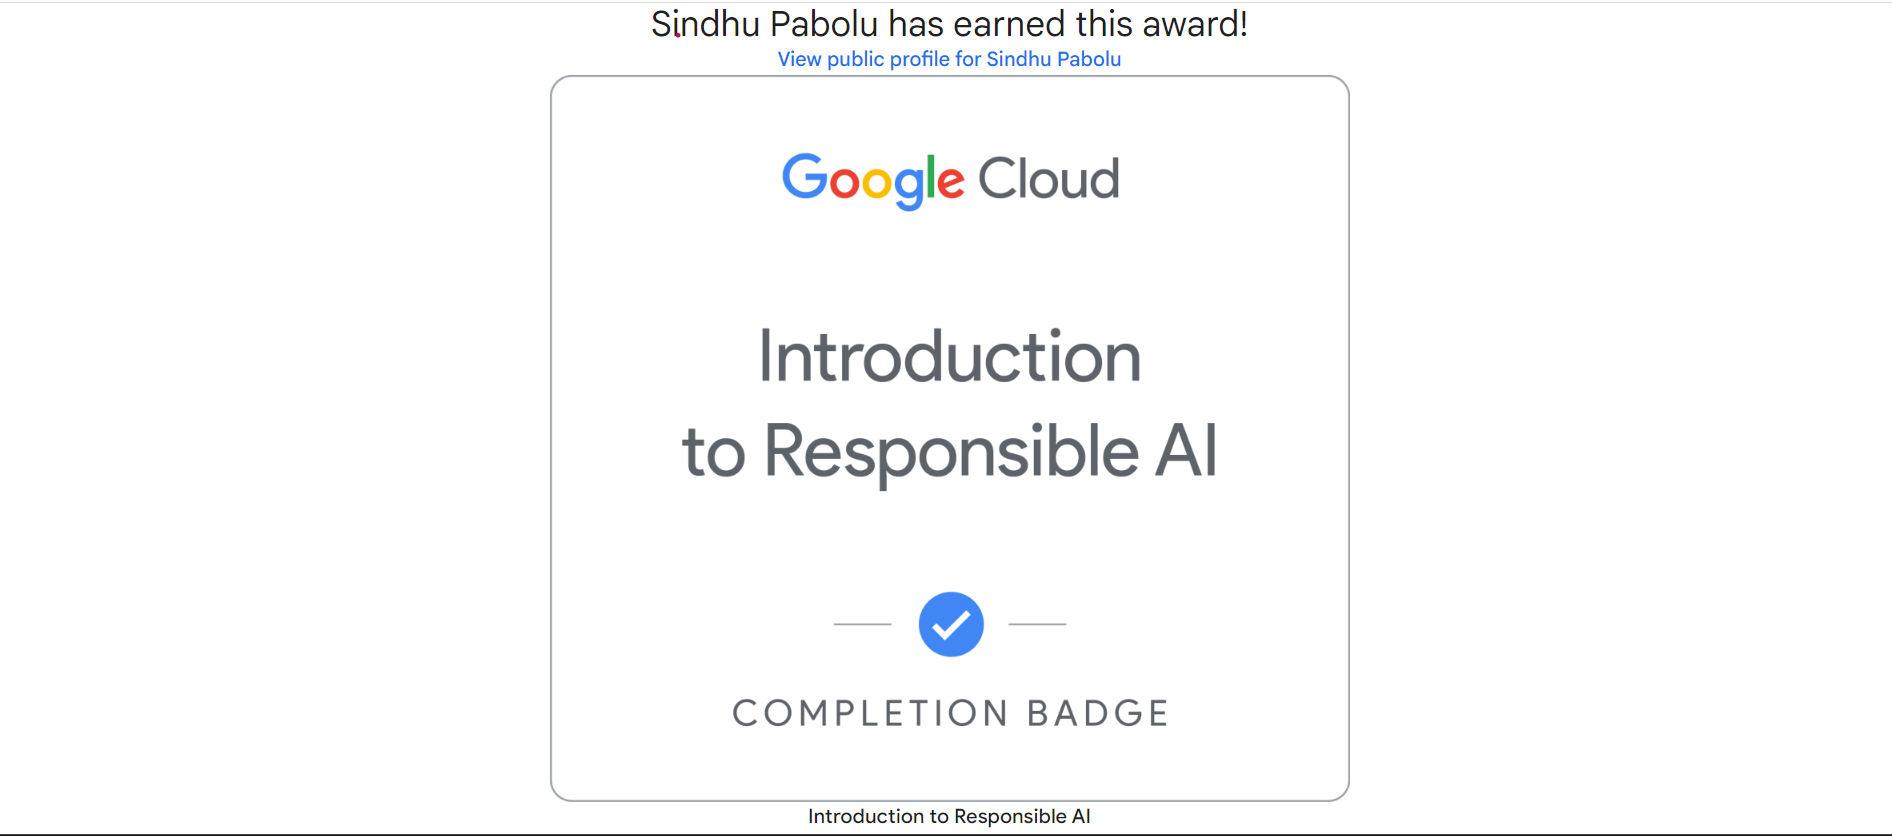 Sindhu Pabolu has earned this award!
View public profile for Sindhu Pabolu
Google Cloud
Introduction
to Responsible AI
COMPLETION BADGE
Introduction to Responsible AI